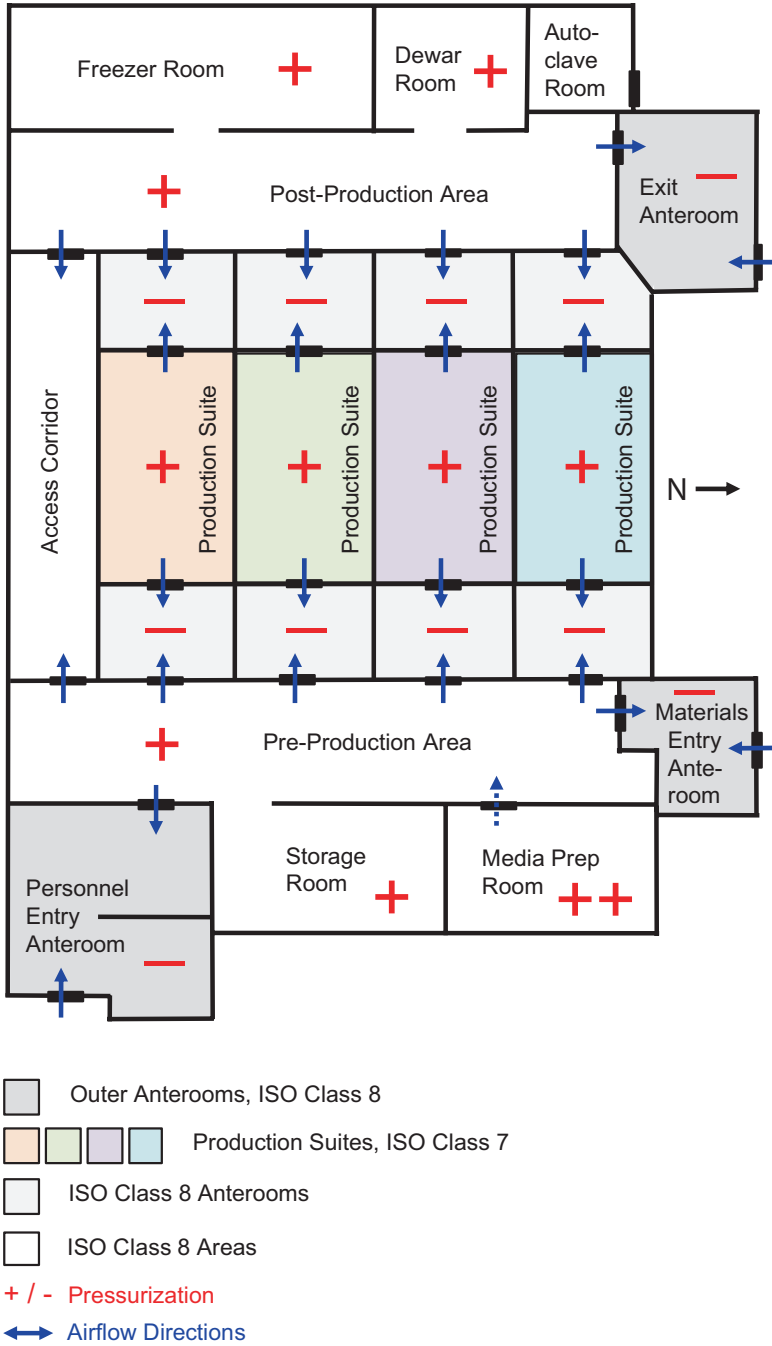 Freezer Room
+
Dewar
Room
+
Auto-
clave
Room
+
Post-Production Area
Exit
Anteroom
Access Corridor
Production Suite
+
Production Suite
+
Production Suite
+
Production Suite
+
N
+
Pre-Production Area
Materials
Entry
Ante-
room
Personnel
Entry
Anteroom
Storage
Room
+
Media Prep
Room
+ +
Outer Anterooms, ISO Class 8
Production Suites, ISO Class 7
ISO Class 8 Anterooms
ISO Class 8 Areas
+ / - Pressurization
Airflow Directions